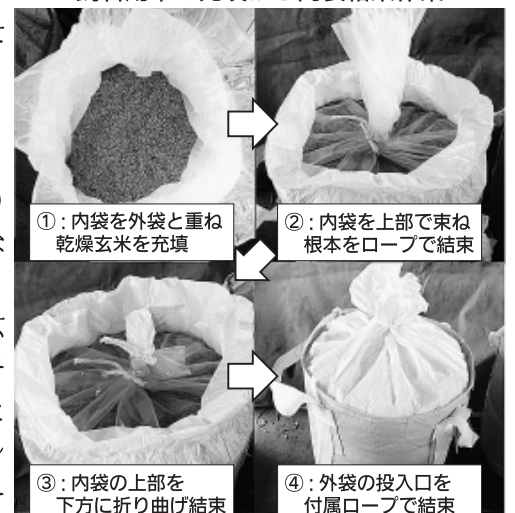 ①：内袋を外袋と重ね
乾燥玄米を充填
②：内袋を上部で束ね
根本をロープで結束
③：内袋の上部を
下方に折り曲げ結束
④：外袋の投入口を
付属ロープで結束